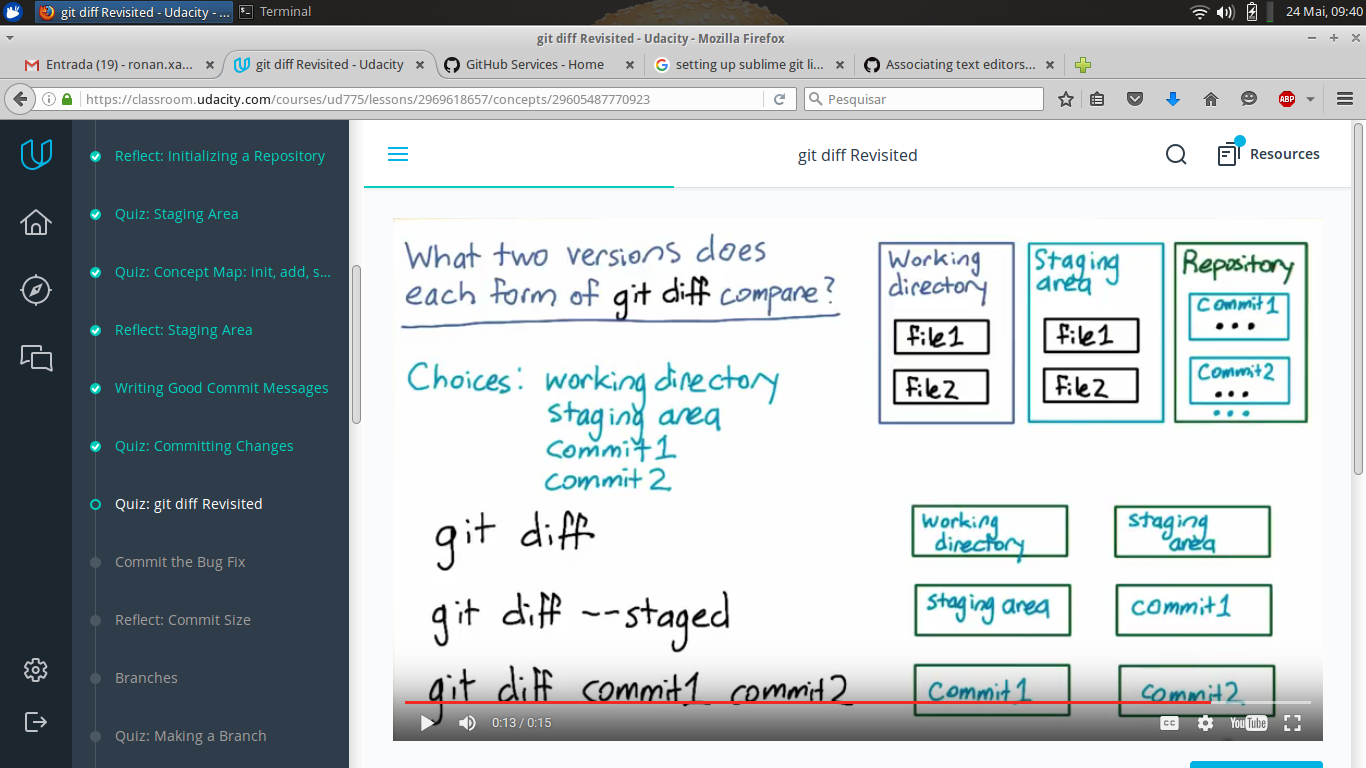 git diff Revisited - Udacity - ...
Terminal
24 Mai, 09:40
git diff Revisited - Udacity - Mozilla Firefox
Entrada (19) - ronan.xa...
git diff Revisited - Udacity
GitHub Services - Home
setting up sublime git li...
Associating text editors...
https://classroom.udacity.com/courses/ud775/lessons/2969618657/concepts/29605487770923
Pesquisar
ABP
Reflect: Initializing a Repository
Quiz: Staging Area
Quiz: Concept Map: init, add, s...
Reflect: Staging Area
Writing Good Commit Messages
Quiz: Committing Changes
Quiz: git diff Revisited
Commit the Bug Fix
Reflect: Commit Size
Branches
Quiz: Making a Branch
git diff Revisited
Resources
What two versions does
each form of git diff compare?
Choices: working directory
staging area
commit 1
commit 2
Working
directory
file1
file2
Staging
area
file1
file2
Repository
Commit1
...
Commit2
...
...
git diff
working
directory
staging
area
git diff --staged
staging area
commit1
git diff commit1 commit2
Commit1
commit2
0:13 / 0:15
CC
YouTube